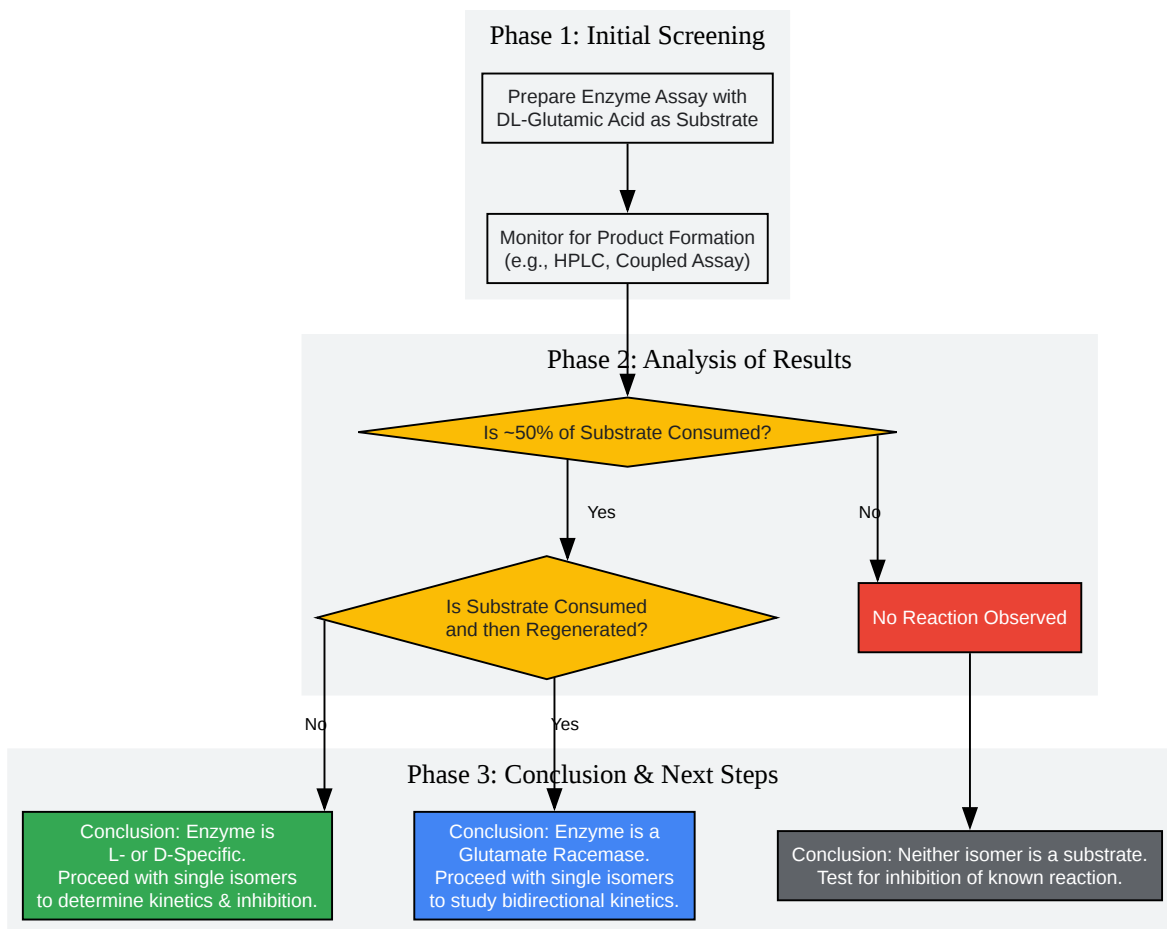 Phase 1: Initial Screening
Prepare Enzyme Assay with
DL-Glutamic Acid as Substrate
Monitor for Product Formation
(e.g., HPLC, Coupled Assay)
Phase 2: Analysis of Results
Is ~50% of Substrate Consumed?
Yes
No
Is Substrate Consumed
and then Regenerated?
No Reaction Observed
No
Yes
Phase 3: Conclusion & Next Steps
Conclusion: Enzyme is
L- or D-Specific.
Proceed with single isomers
to determine kinetics & inhibition.
Conclusion: Enzyme is a
Glutamate Racemase.
Proceed with single isomers
to study bidirectional kinetics.
Conclusion: Neither isomer is a substrate.
Test for inhibition of known reaction.